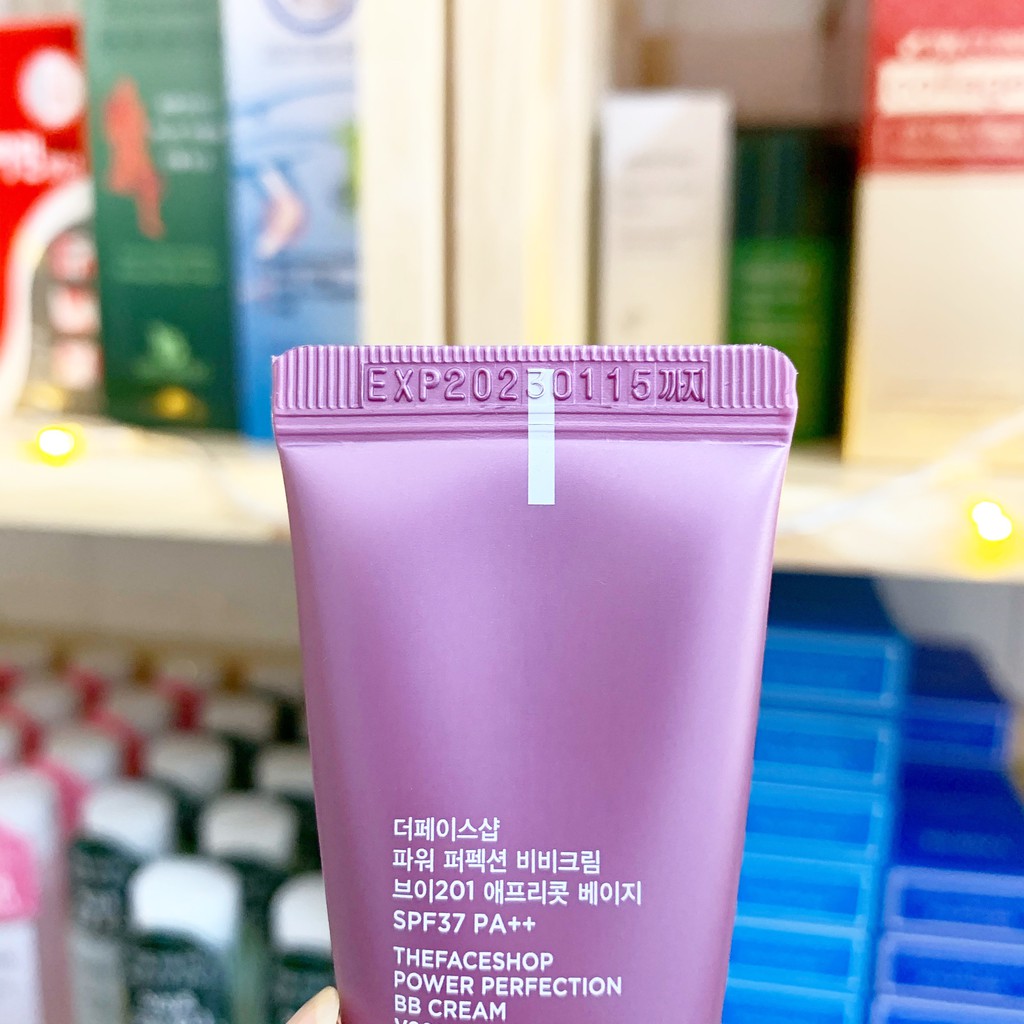 EXP20230115까지
더페이스샵
파워 퍼펙션 비비크림
브이201 애프리콧 베이지
SPF37 PA++
THEFACESHOP
POWER PERFECTION
BB CREAM